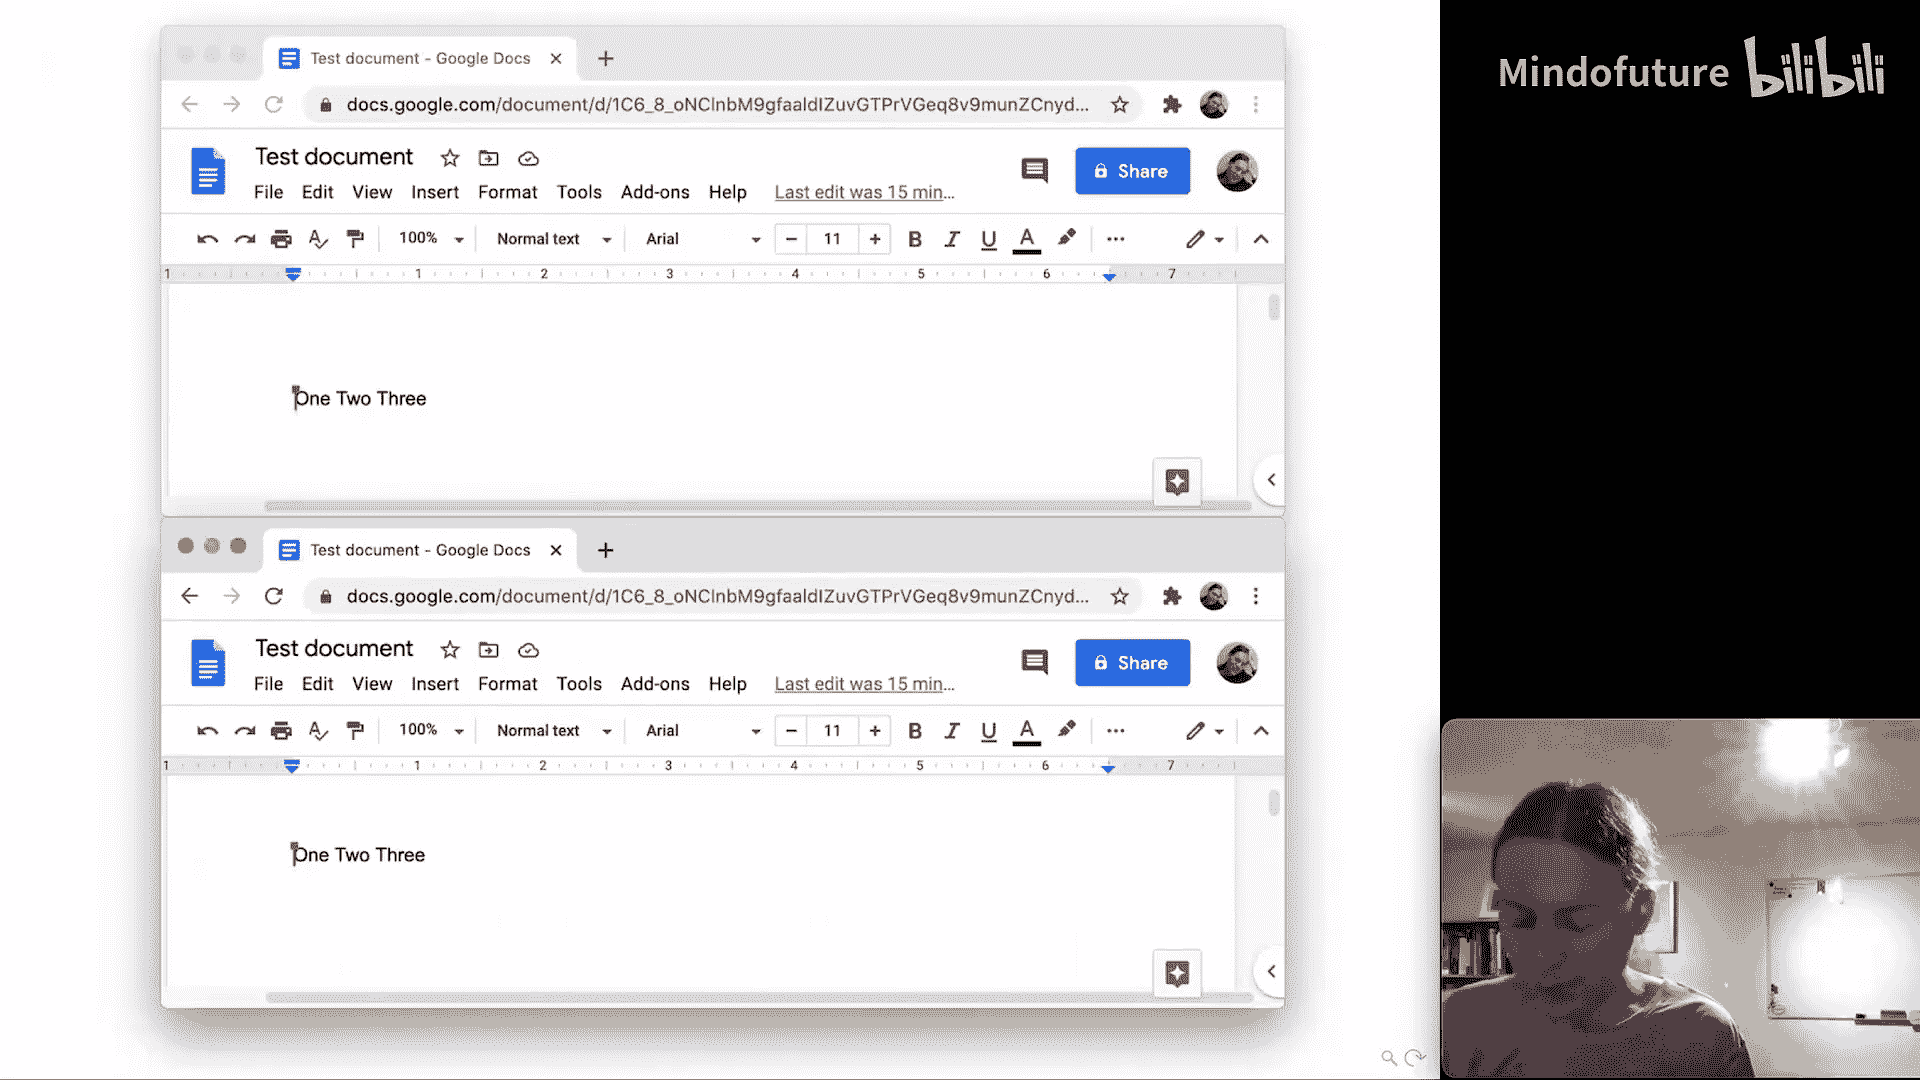 Test document - Google Docs
docs.google.com/document/d/1C6_8_oNClnbM9gfaaldIZuvGTPrVGeq8v9munZCnyd...
Test document
Share
File Edit View Insert Format Tools Add-ons Help Last edit was 15 min...
100% Normal text Arial 11 B I U A
1 1 2 3 4 5 6 7
One Two Three
Test document - Google Docs
docs.google.com/document/d/1C6_8_oNClnbM9gfaaldIZuvGTPrVGeq8v9munZCnyd...
Test document
Share
File Edit View Insert Format Tools Add-ons Help Last edit was 15 min...
100% Normal text Arial 11 B I U A
1 1 2 3 4 5 6 7
One Two Three
Mindofuture bilibili